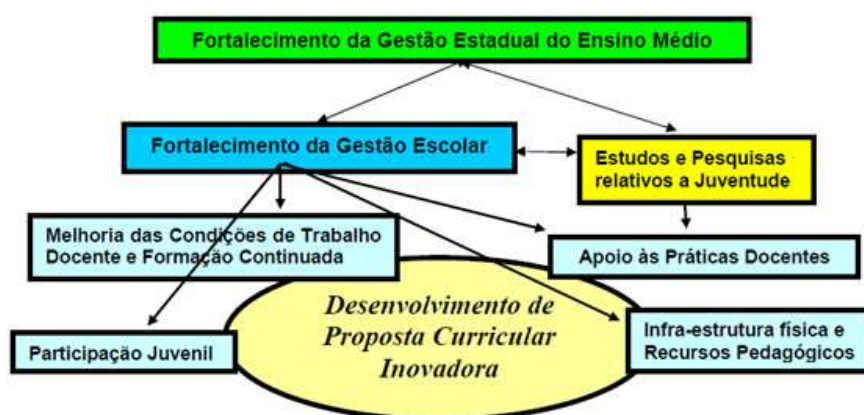 Fortalecimento da Gestão Estadual do Ensino Médio
Fortalecimento da Gestão Escolar
Estudos e Pesquisas
relativos a Juventude
Melhoria das Condições de Trabalho
Docente e Formação Continuada
Apoio às Práticas Docentes
Desenvolvimento de
Proposta Curricular
Inovadora
Participação Juvenil
Infra-estrutura física e
Recursos Pedagógicos